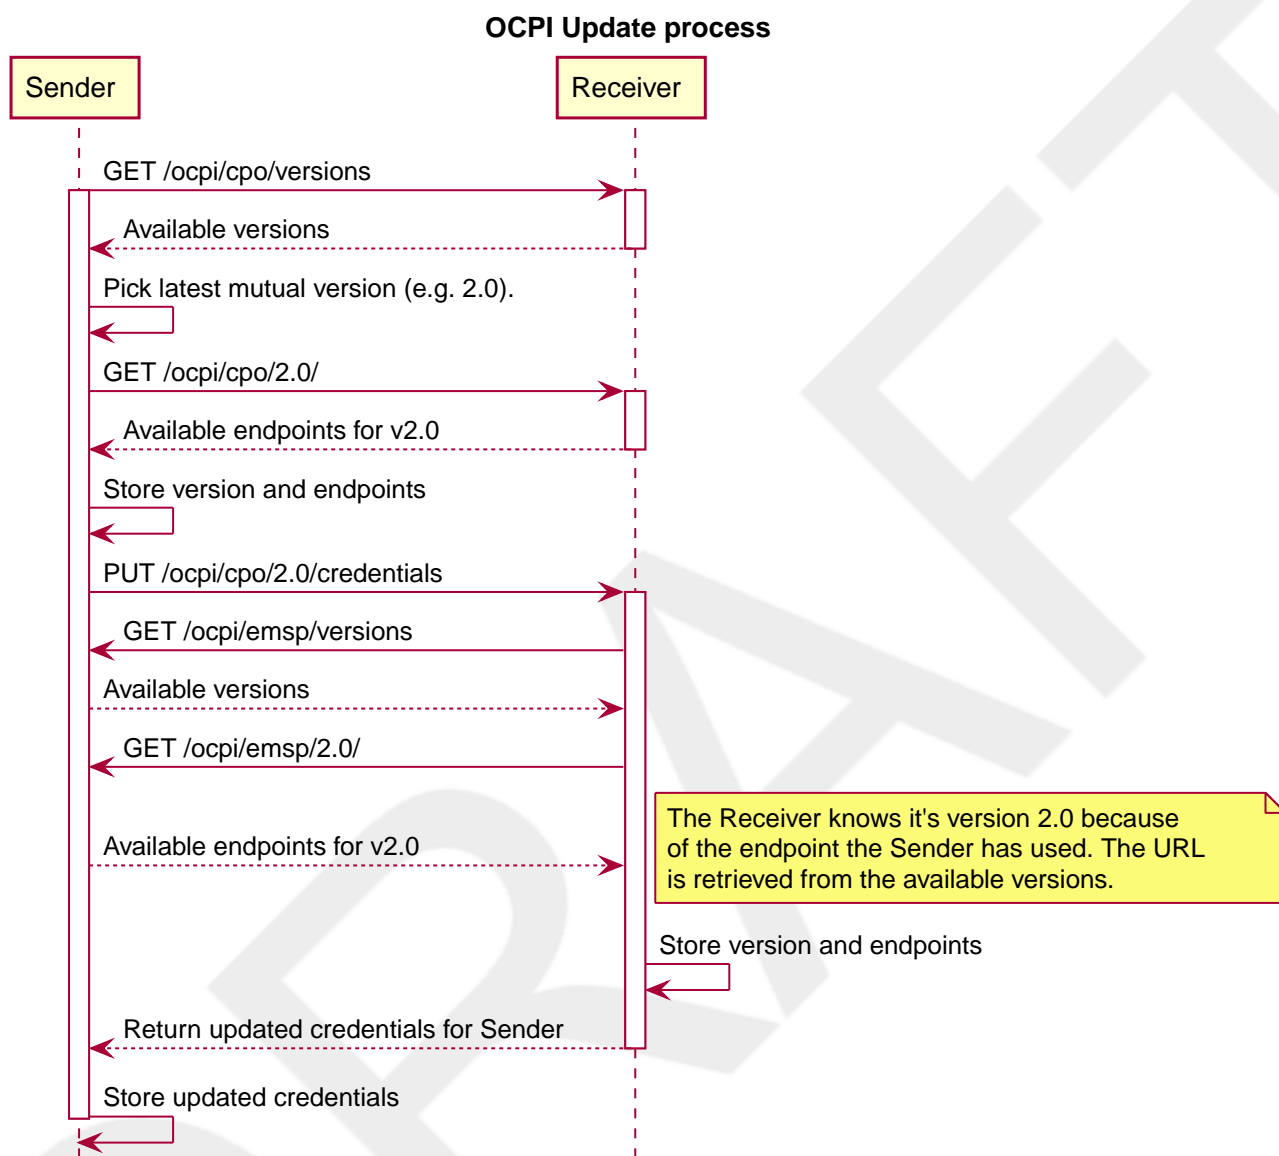 OCPI Update process
Sender
Receiver
GET /ocpi/cpo/versions
Available versions
Pick latest mutual version (e.g. 2.0).
GET /ocpi/cpo/2.0/
Available endpoints for v2.0
Store version and endpoints
PUT /ocpi/cpo/2.0/credentials
GET /ocpi/emsp/versions
Available versions
GET /ocpi/emsp/2.0/
Available endpoints for v2.0
The Receiver knows it's version 2.0 because
of the endpoint the Sender has used. The URL
is retrieved from the available versions.
Store version and endpoints
Return updated credentials for Sender
Store updated credentials
DRAFT